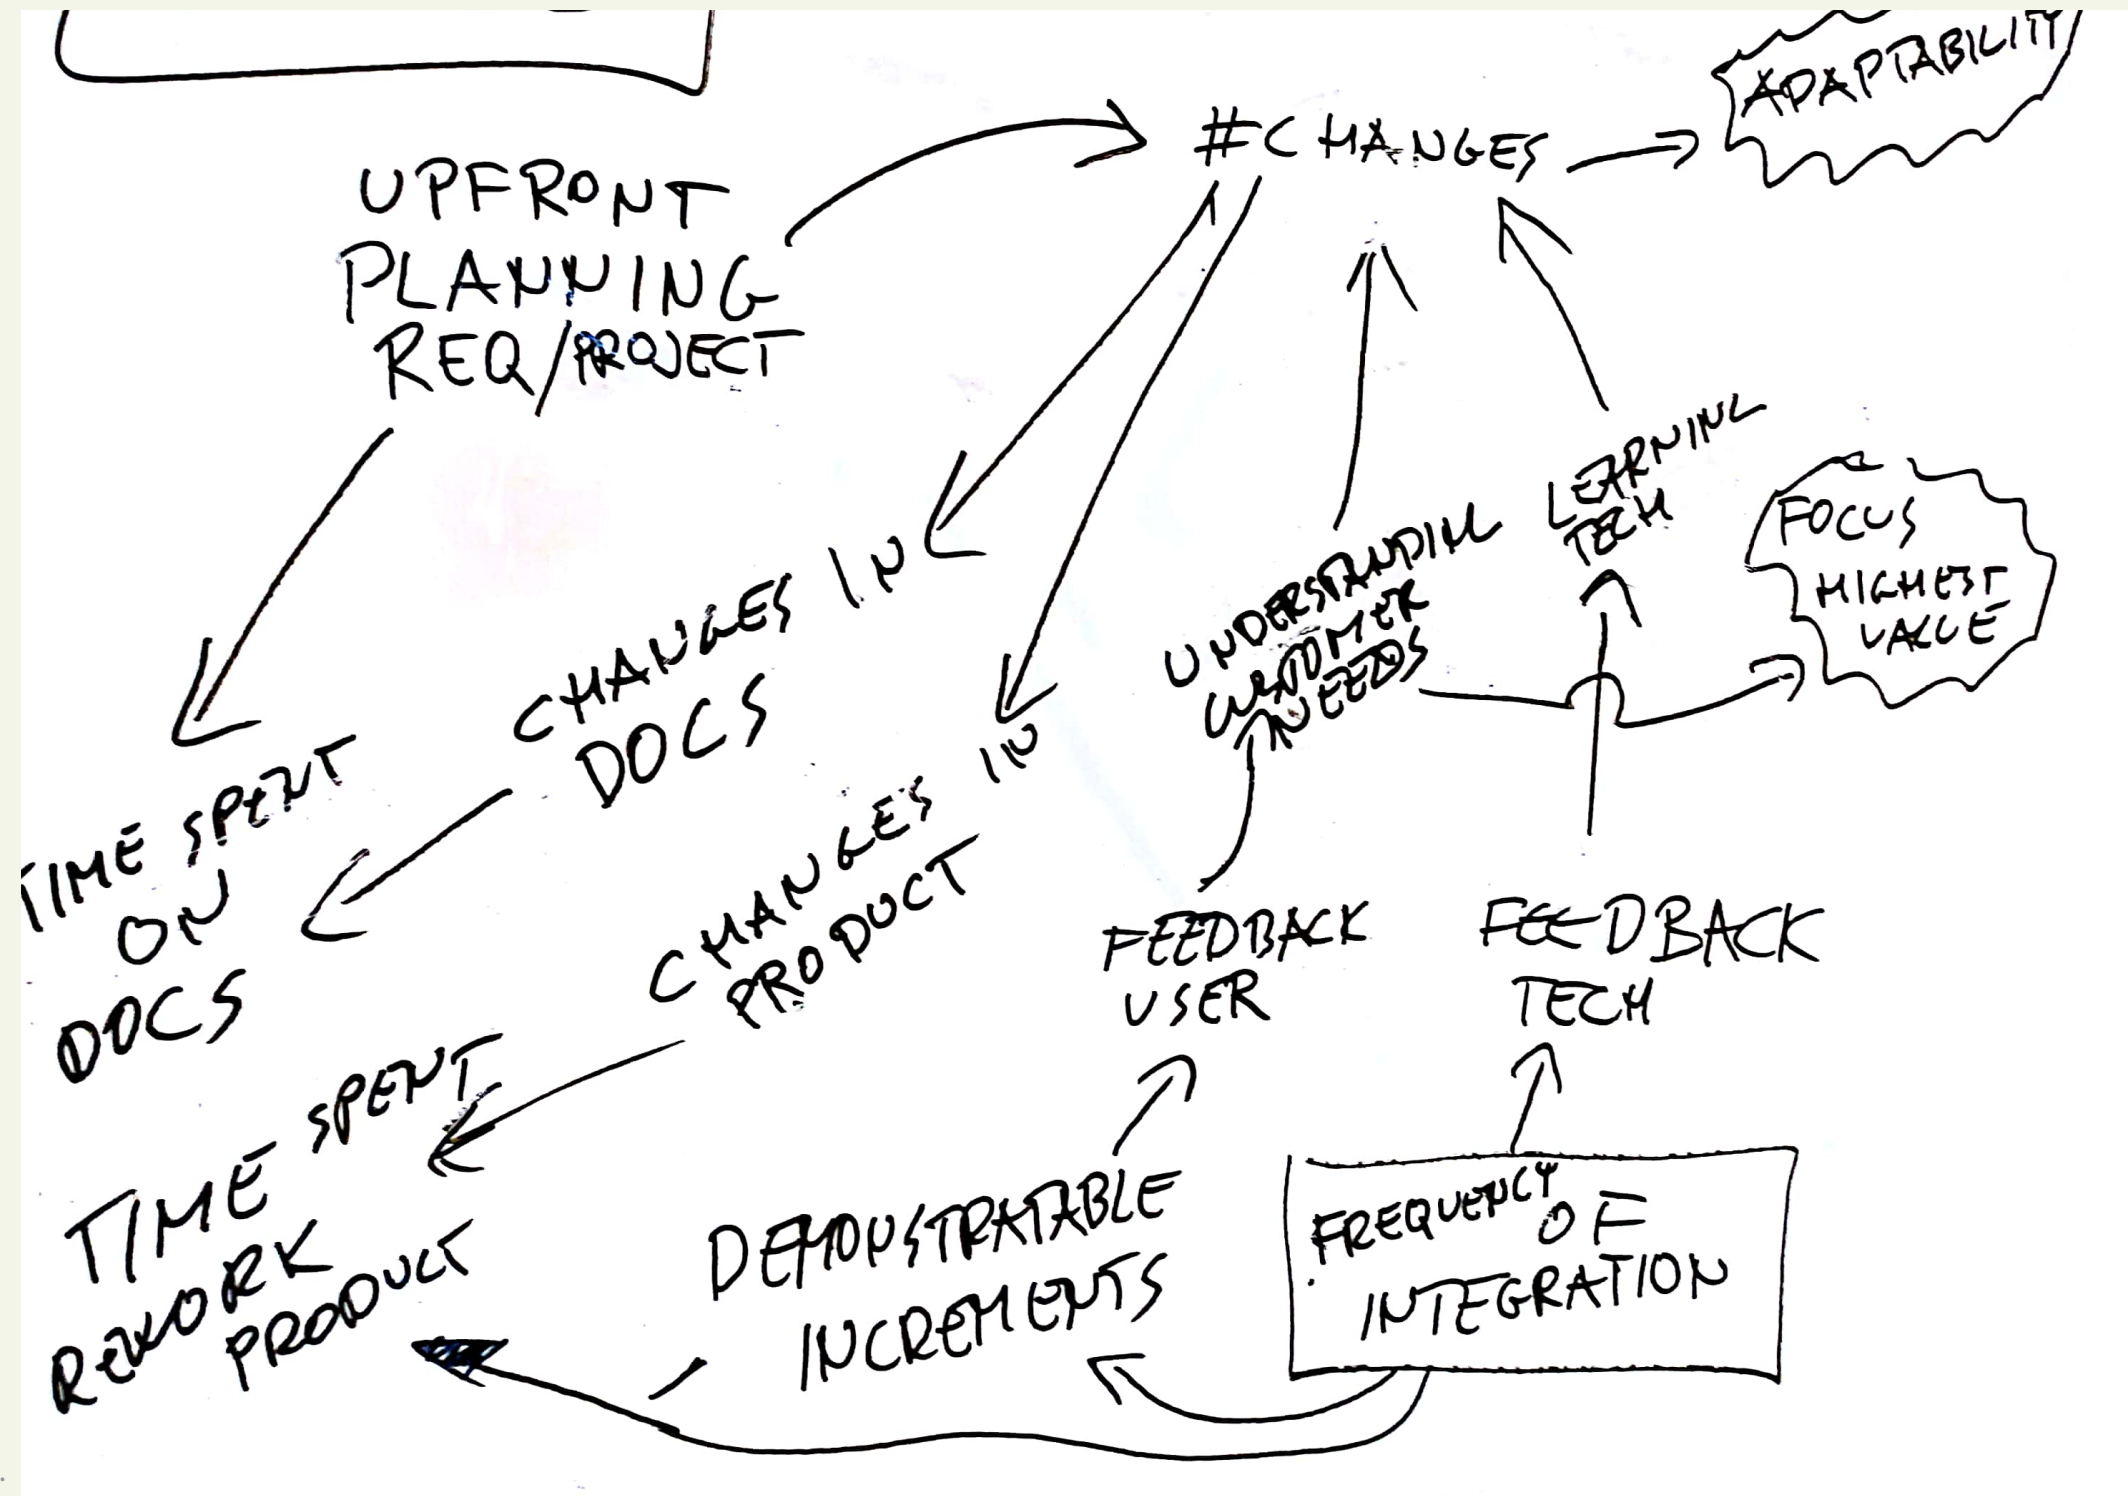 ADAPTABILITY
#CHANGES
UPFRONT
PLANNING
REQ/PROJECT
LEARNING
TECH
FOCUS
HIGHEST
VALUE
UNDERSTANDING
CUSTOMER
NEEDS
CHANGES IN
DOCS
CHANGES IN
PRODUCT
TIME SPENT
ON
DOCS
FEEDBACK
USER
FEEDBACK
TECH
TIME SPENT
REWORK
PRODUCT
DEMONSTRATABLE
INCREMENTS
FREQUENCY
OF
INTEGRATION